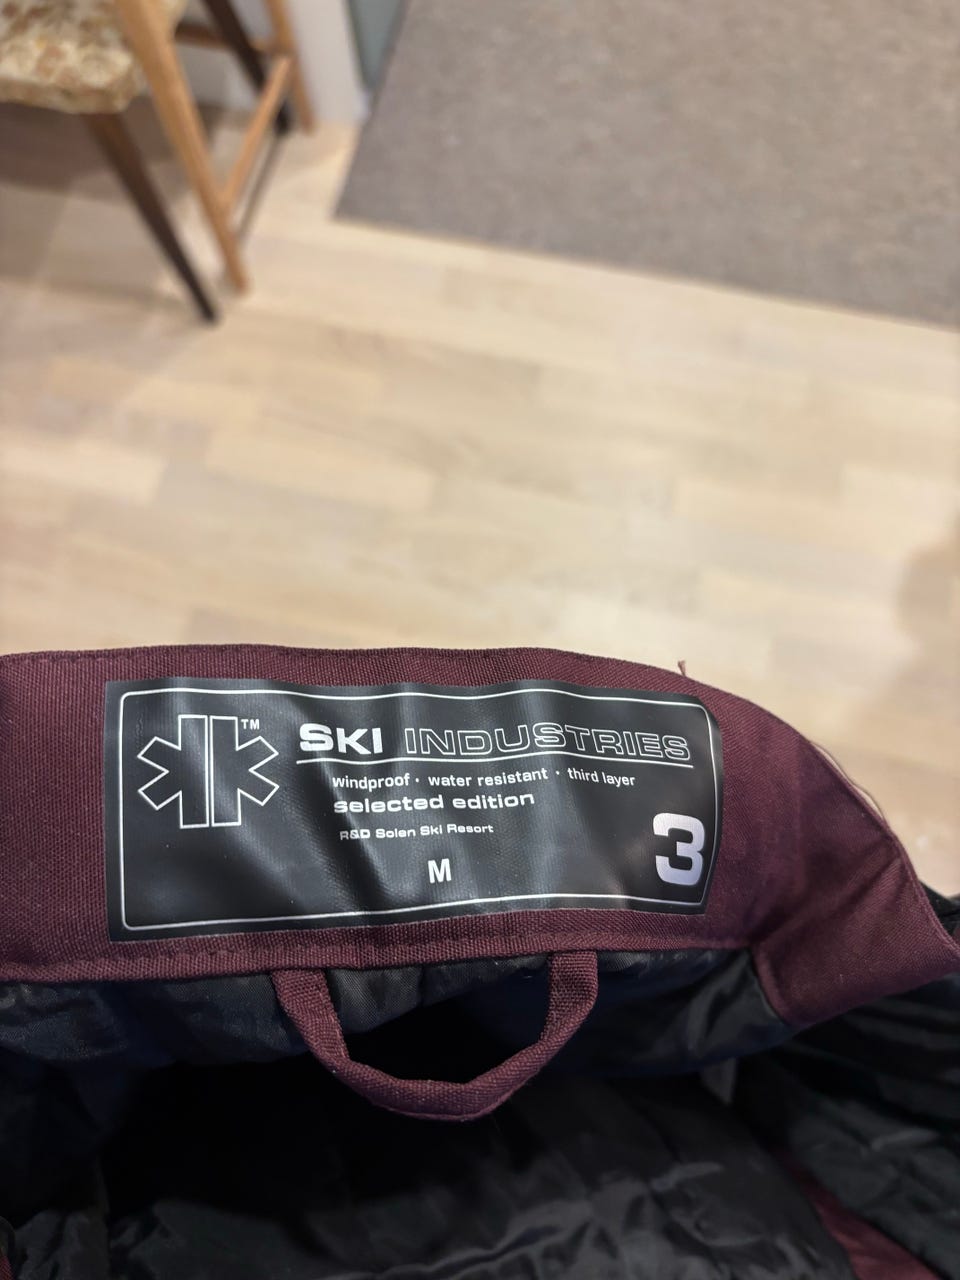 TM
SKI INDUSTRIES
windproof · water resistant · third layer
selected edition
R&D Solen Ski Resort
M
3